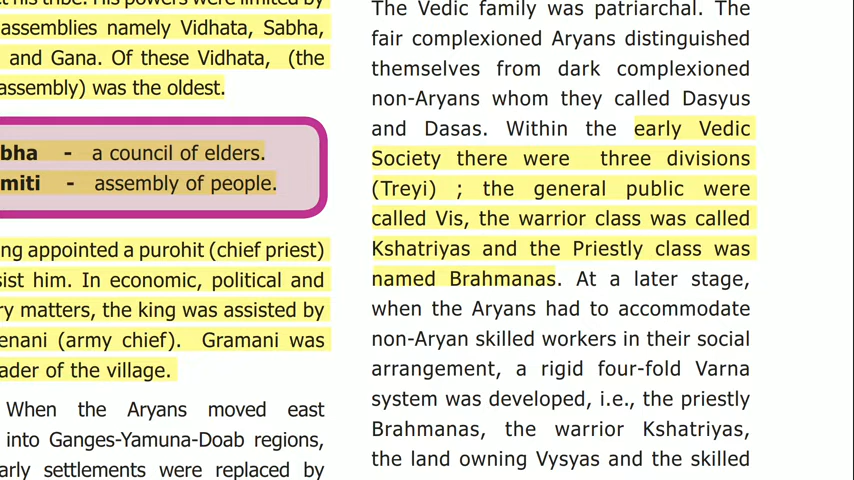 his tribe. His powers were limited by
assemblies namely Vidhata, Sabha,
and Gana. Of these Vidhata, (the
assembly) was the oldest.
bha - a council of elders.
miti - assembly of people.
ng appointed a purohit (chief priest)
sist him. In economic, political and
ry matters, the king was assisted by
enani (army chief). Gramani was
ader of the village.
When the Aryans moved east
into Ganges-Yamuna-Doab regions,
arly settlements were replaced by
The Vedic family was patriarchal. The
fair complexioned Aryans distinguished
themselves from dark complexioned
non-Aryans whom they called Dasyus
and Dasas. Within the early Vedic
Society there were three divisions
(Treyi) ; the general public were
called Vis, the warrior class was called
Kshatriyas and the Priestly class was
named Brahmanas. At a later stage,
when the Aryans had to accommodate
non-Aryan skilled workers in their social
arrangement, a rigid four-fold Varna
system was developed, i.e., the priestly
Brahmanas, the warrior Kshatriyas,
the land owning Vysyas and the skilled